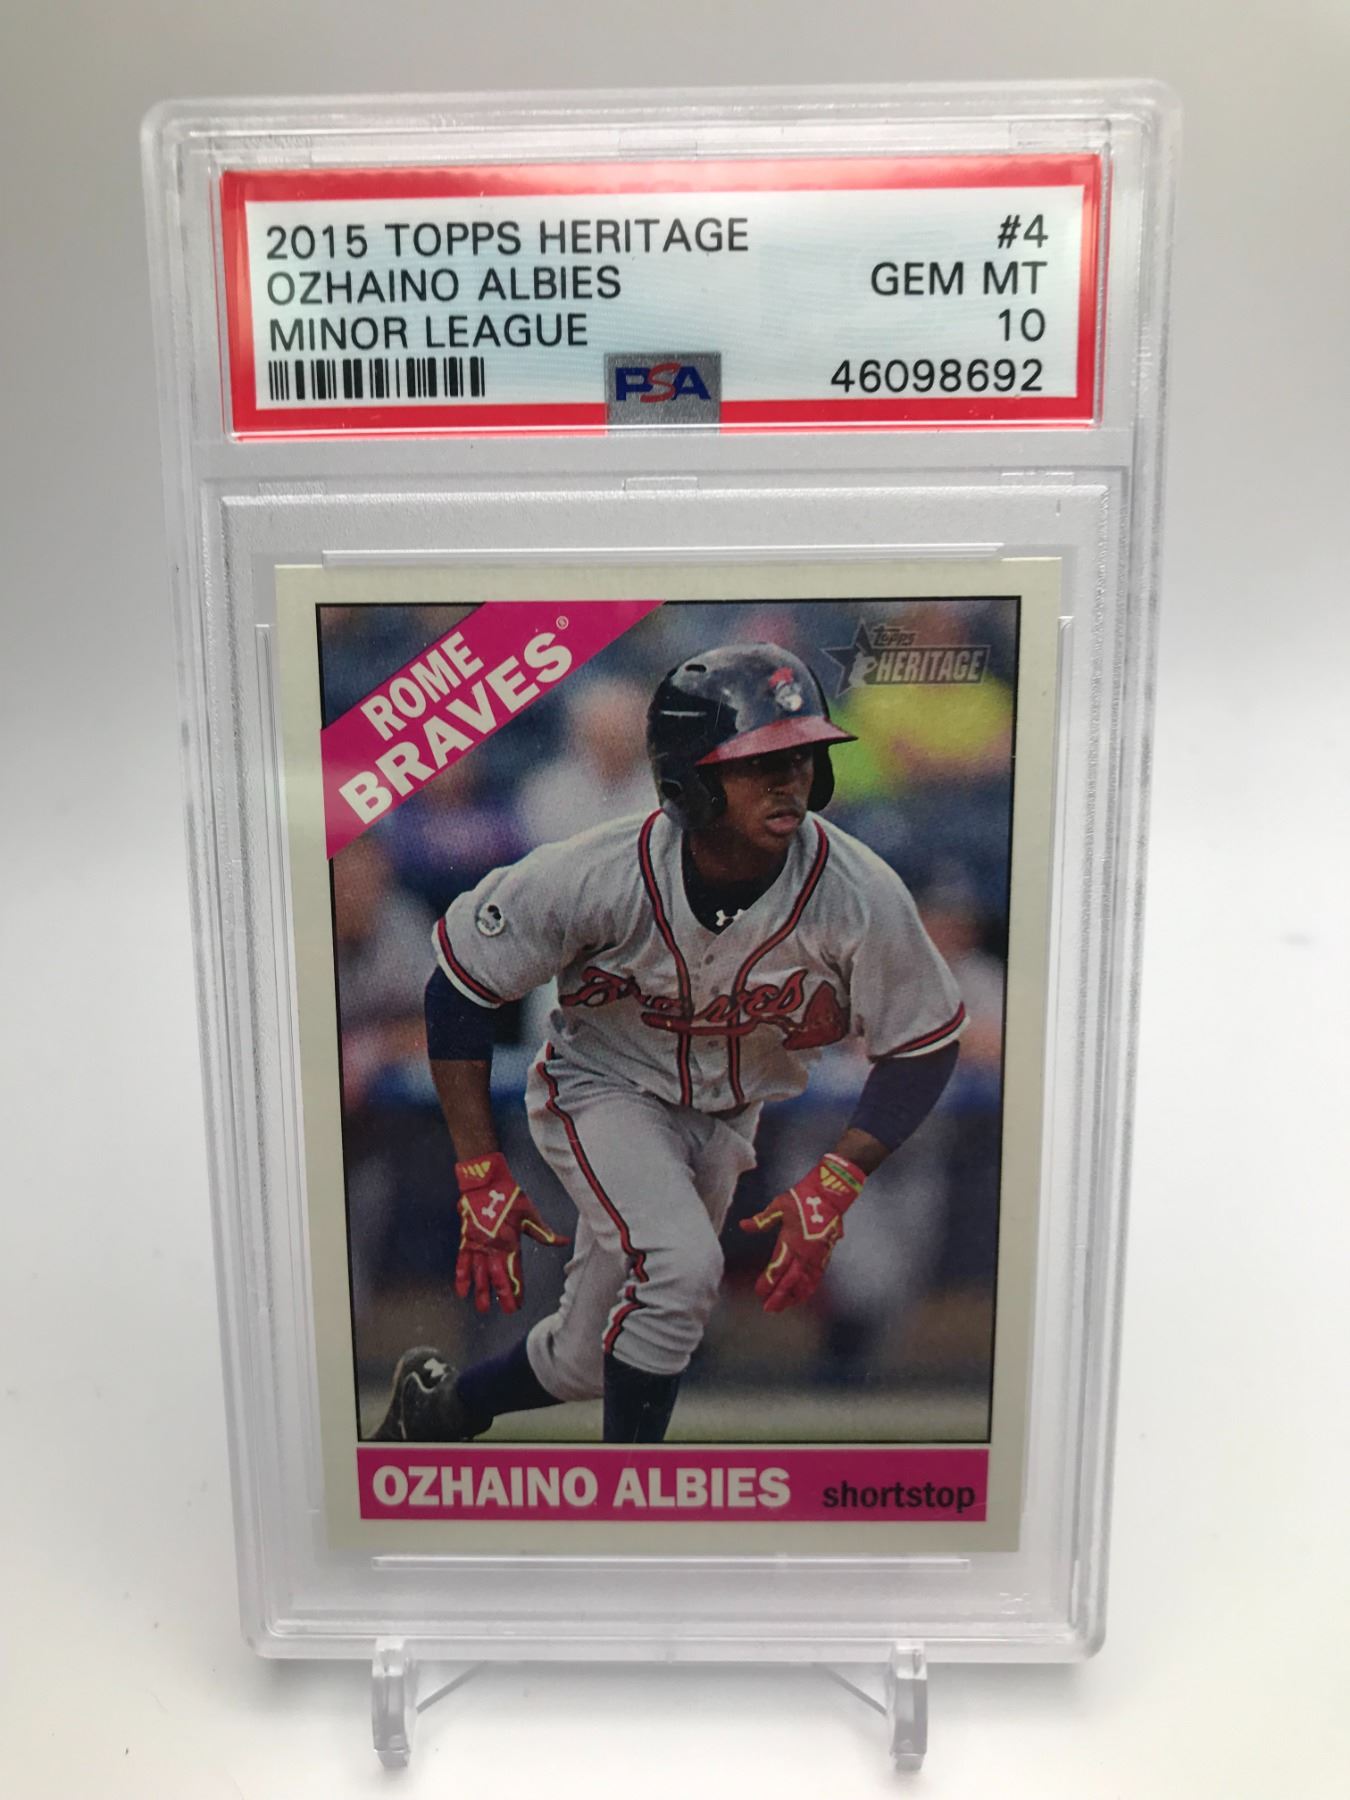 2015 TOPPS HERITAGE #4
OZHAINO ALBIES GEM MT
MINOR LEAGUE 10
PSA 46098692
ROME
BRAVES®
Topps
HERITAGE
Braves
OZHAINO ALBIES shortstop